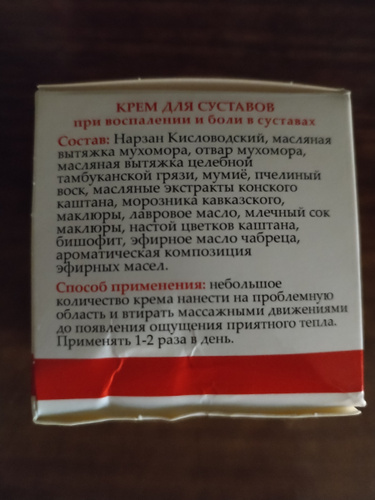 КРЕМ ДЛЯ СУСТАВОВ
при воспалении и боли в суставах
Состав: Нарзан Кисловодский, масляная
вытяжка мухомора, отвар мухомора,
масляная вытяжка целебной
тамбуканской грязи, мумиё, пчелиный
воск, масляные экстракты конского
каштана, морозника кавказского,
маклюры, лавровое масло, млечный сок
маклюры, настой цветков каштана,
бишофит, эфирное масло чабреца,
ароматическая композиция
эфирных масел.
Способ применения: небольшое
количество крема нанести на проблемную
область и втирать массажными движениями
до появления ощущения приятного тепла.
Применять 1-2 раза в день.